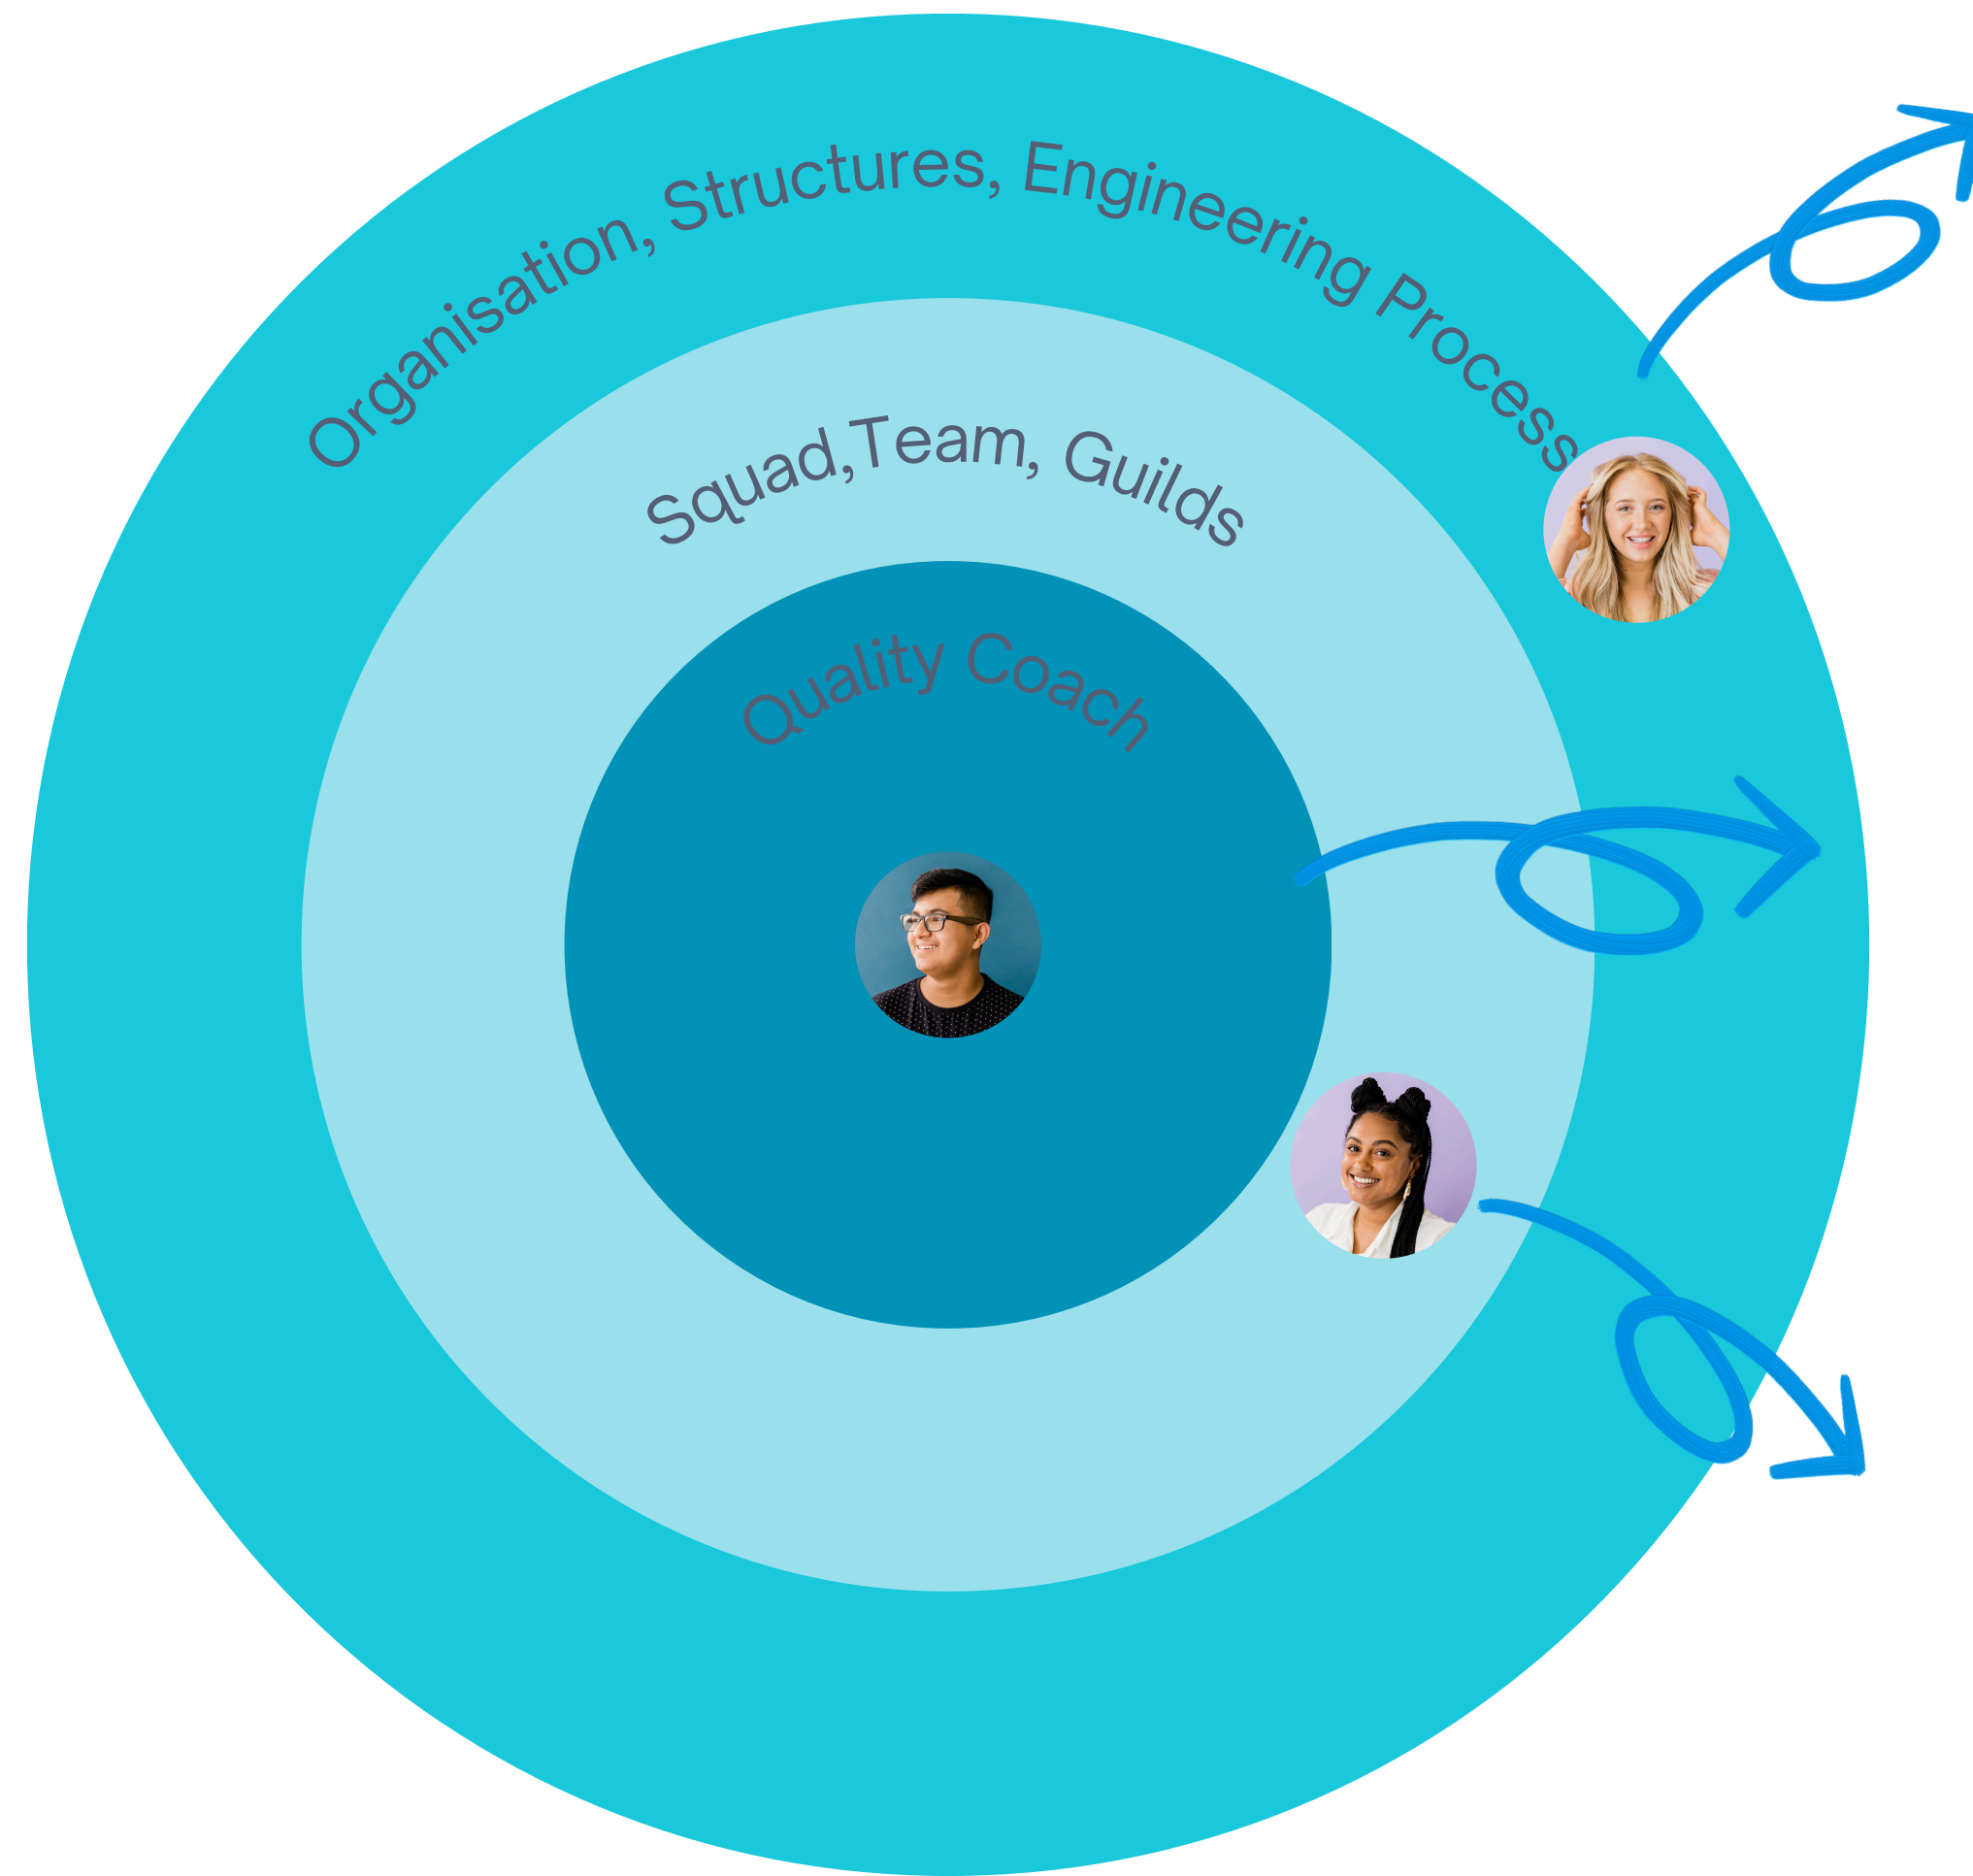 Organisation, Structures, Engineering Process
Squad,Team, Guilds
Quality Coach